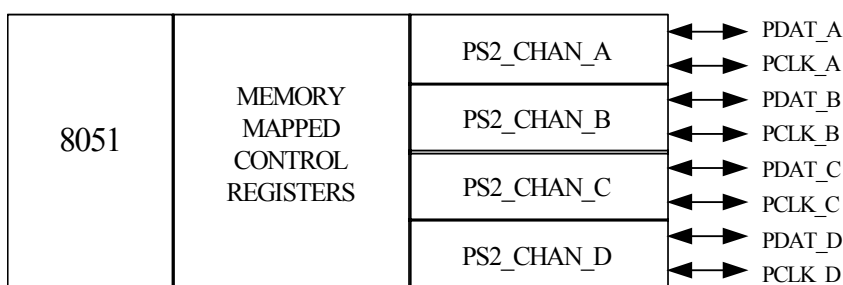 8051
MEMORY
MAPPED
CONTROL
REGISTERS
PS2_CHAN_A
PS2_CHAN_B
PS2_CHAN_C
PS2_CHAN_D
PDAT_A
PCLK_A
PDAT_B
PCLK_B
PDAT_C
PCLK_C
PDAT_D
PCLK_D